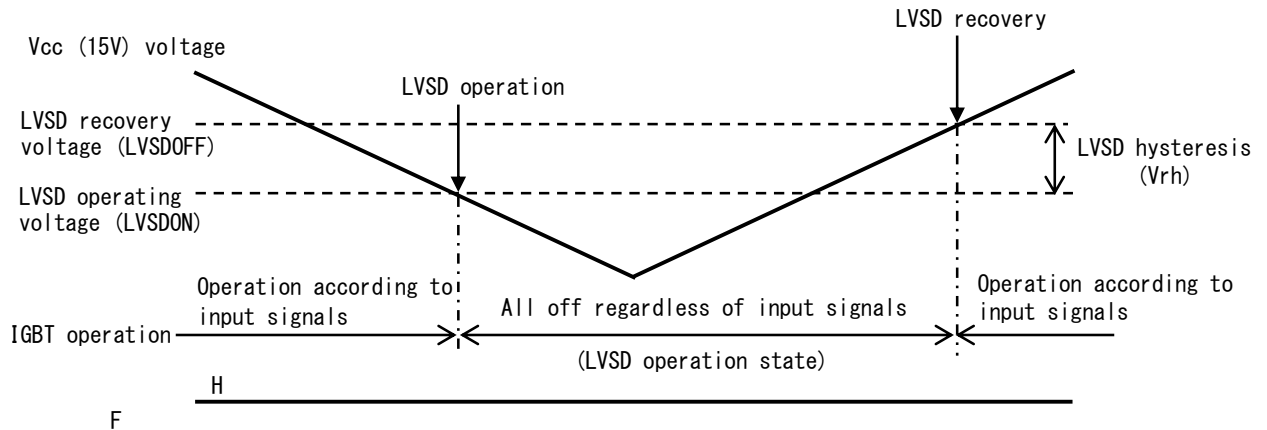 LVSD recovery
Vcc (15V) voltage
LVSD operation
LVSD recovery
voltage (LVSDOFF)
LVSD hysteresis
(Vrh)
LVSD operating
voltage (LVSDON)
Operation according to
input signals
All off regardless of input signals
Operation according to
input signals
IGBT operation
(LVSD operation state)
H
F